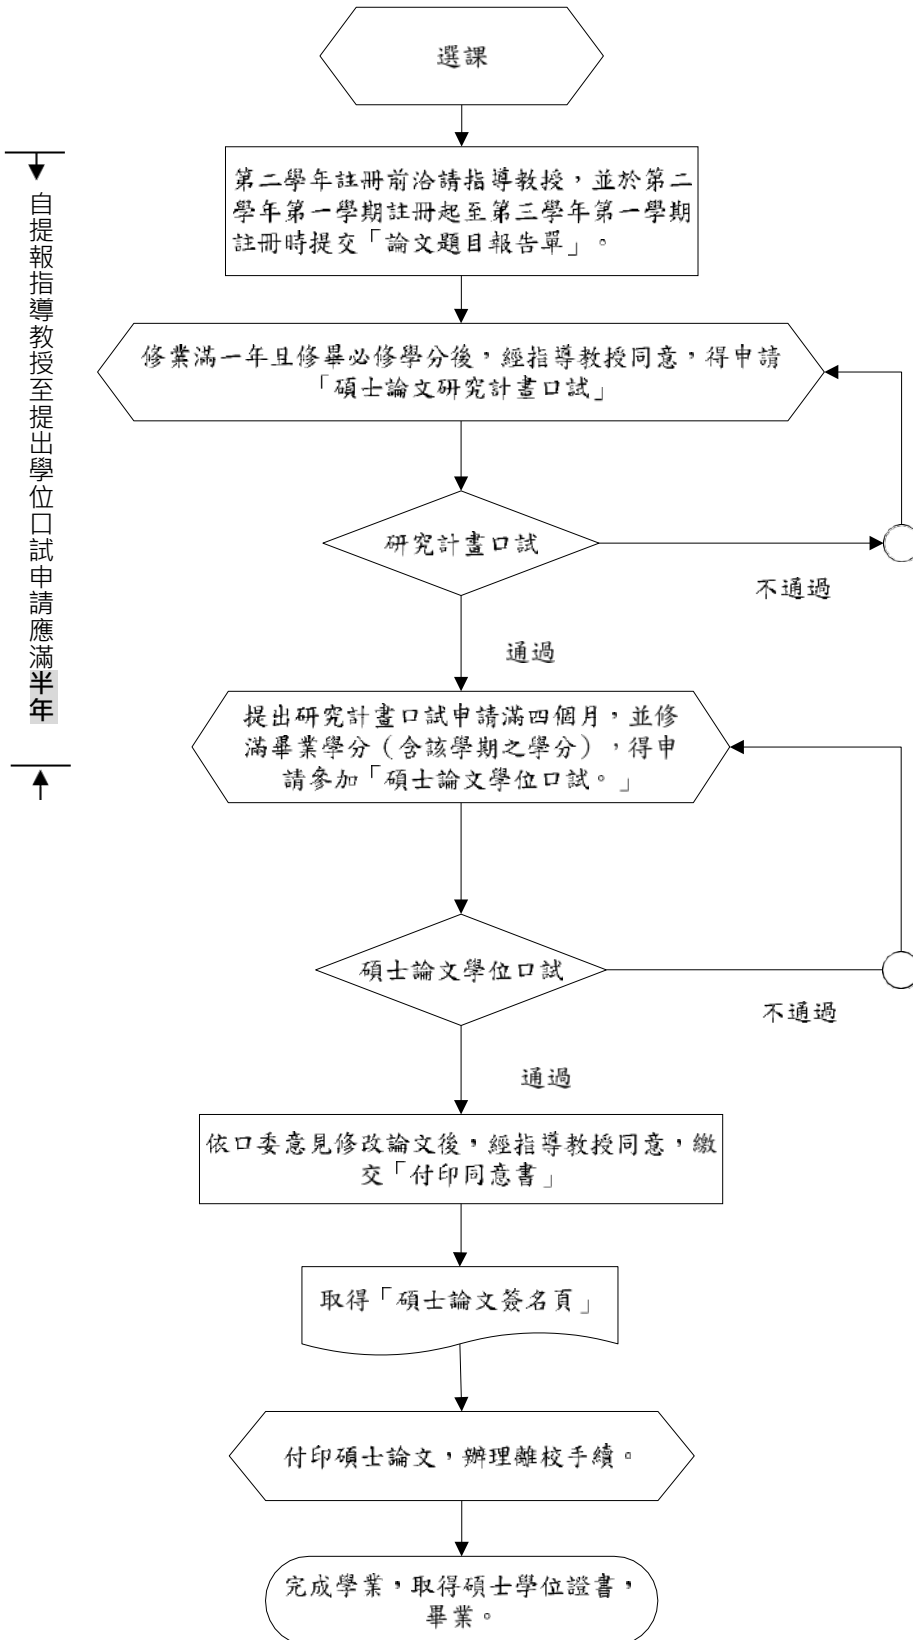 選課
第二學年註冊前洽請指導教授，並於第二
學年第一學期註冊起至第三學年第一學期
註冊時提交「論文題目報告單」。
自提報指導教授至提出學位口試申請應滿半年
修業滿一年且修畢必修學分後，經指導教授同意，得申請
「碩士論文研究計畫口試」
研究計畫口試
不通過
通過
提出研究計畫口試申請滿四個月，並修
滿畢業學分（含該學期之學分），得申
請參加「碩士論文學位口試。」
碩士論文學位口試
不通過
通過
依口委意見修改論文後，經指導教授同意，繳
交「付印同意書」
取得「碩士論文簽名頁」
付印碩士論文，辦理離校手續。
完成學業，取得碩士學位證書，
畢業。